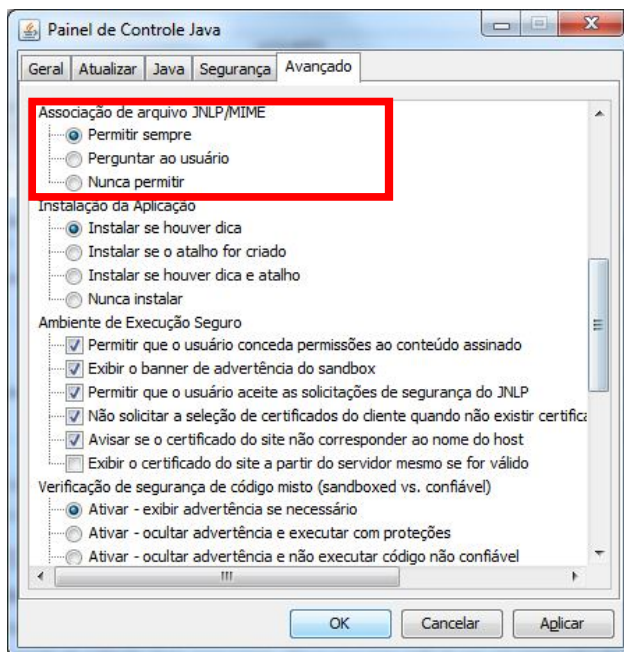 Painel de Controle Java
Geral Atualizar Java Segurança Avançado
Associação de arquivo JNLP/MIME
Permitir sempre
Perguntar ao usuário
Nunca permitir
Instalação da Aplicação
Instalar se houver dica
Instalar se o atalho for criado
Instalar se houver dica e atalho
Nunca instalar
Ambiente de Execução Seguro
Permitir que o usuário conceda permissões ao conteúdo assinado
Exibir o banner de advertência do sandbox
Permitir que o usuário aceite as solicitações de segurança do JNLP
Não solicitar a seleção de certificados do cliente quando não existir certifica
Avisar se o certificado do site não corresponder ao nome do host
Exibir o certificado do site a partir do servidor mesmo se for válido
Verificação de segurança de código misto (sandboxed vs. confiável)
Ativar - exibir advertência se necessário
Ativar - ocultar advertência e executar com proteções
Ativar - ocultar advertência e não executar código não confiável
OK Cancelar Aplicar